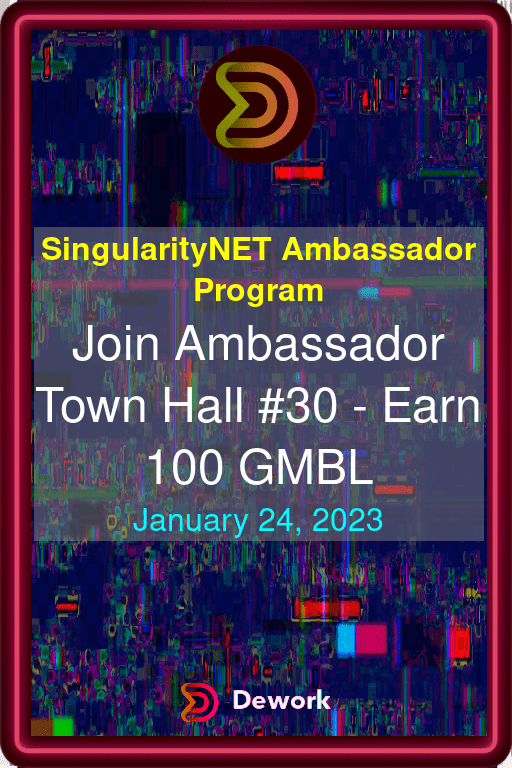 SingularityNET Ambassador
Program
Join Ambassador
Town Hall #30 - Earn
100 GMBL
January 24, 2023
Dework